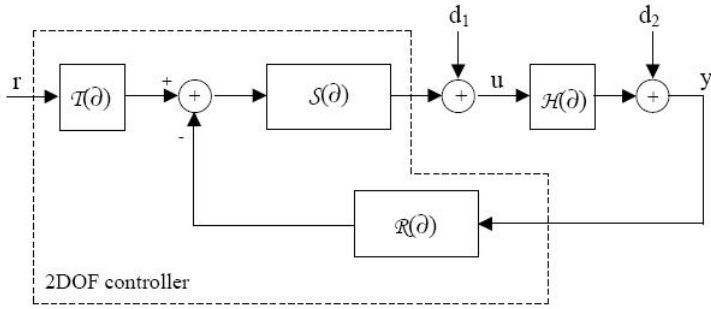 d₁
d₂
r
𝒯(∂)
+
+
𝒮(∂)
+
u
ℋ(∂)
+
y
-
ℛ(∂)
2DOF controller